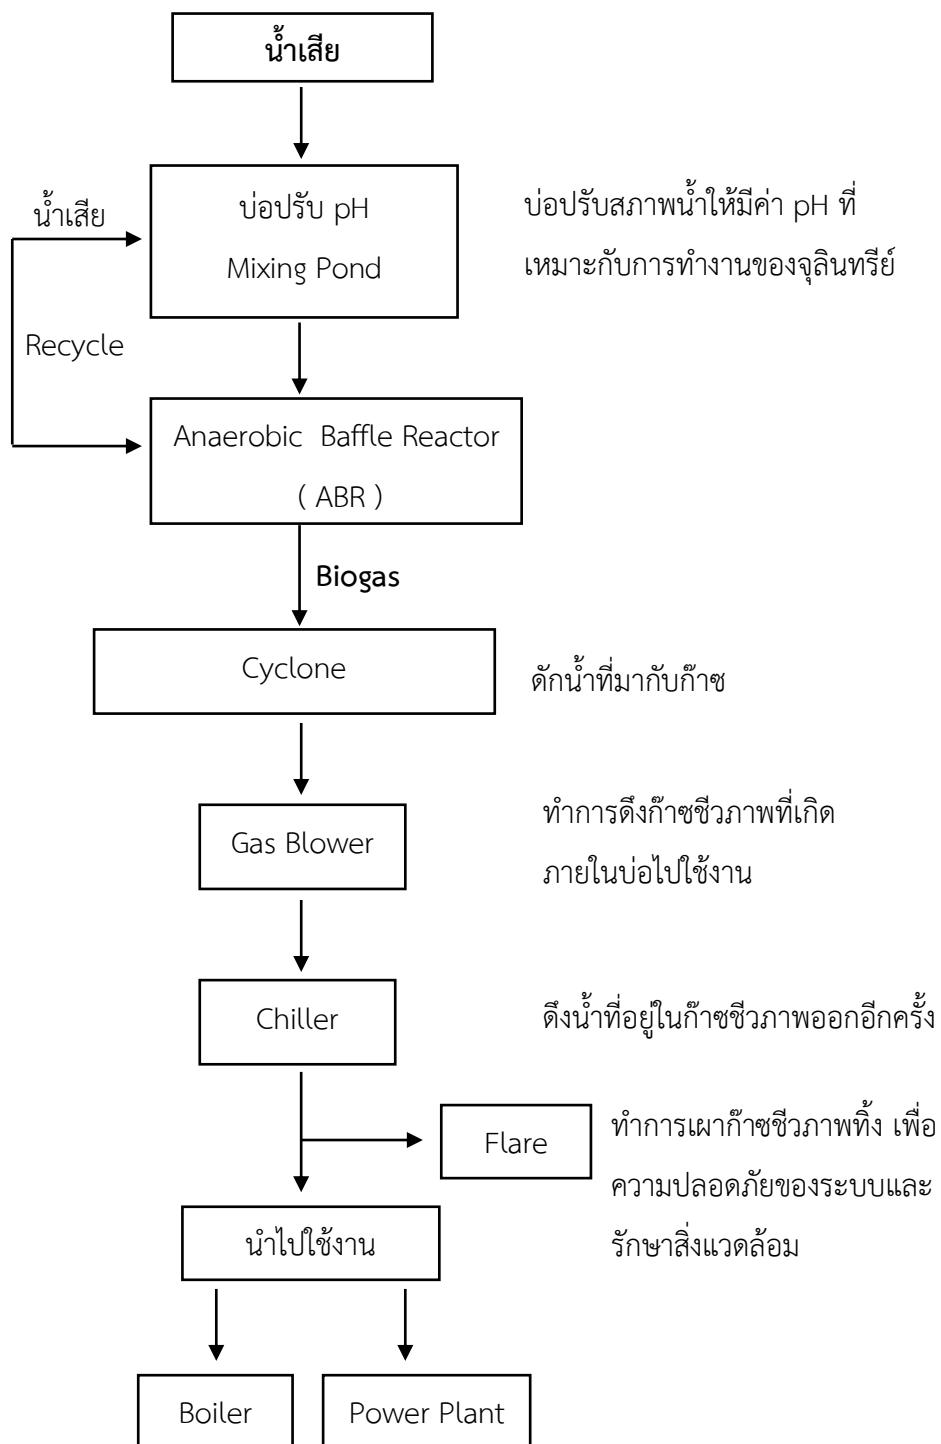 น้ำเสีย
น้ำเสีย
บ่อปรับ pH
Mixing Pond
บ่อปรับสภาพน้ำให้มีค่า pH ที่
เหมาะกับการทำงานของจุลินทรีย์
Recycle
Anaerobic Baffle Reactor
( ABR )
Biogas
Cyclone
ดักน้ำที่มากับก๊าซ
Gas Blower
ทำการดึงก๊าซชีวภาพที่เกิด
ภายในบ่อไปใช้งาน
Chiller
ดึงน้ำที่อยู่ในก๊าซชีวภาพออกอีกครั้ง
Flare
ทำการเผาก๊าซชีวภาพทิ้ง เพื่อ
ความปลอดภัยของระบบและ
รักษาสิ่งแวดล้อม
นำไปใช้งาน
Boiler
Power Plant